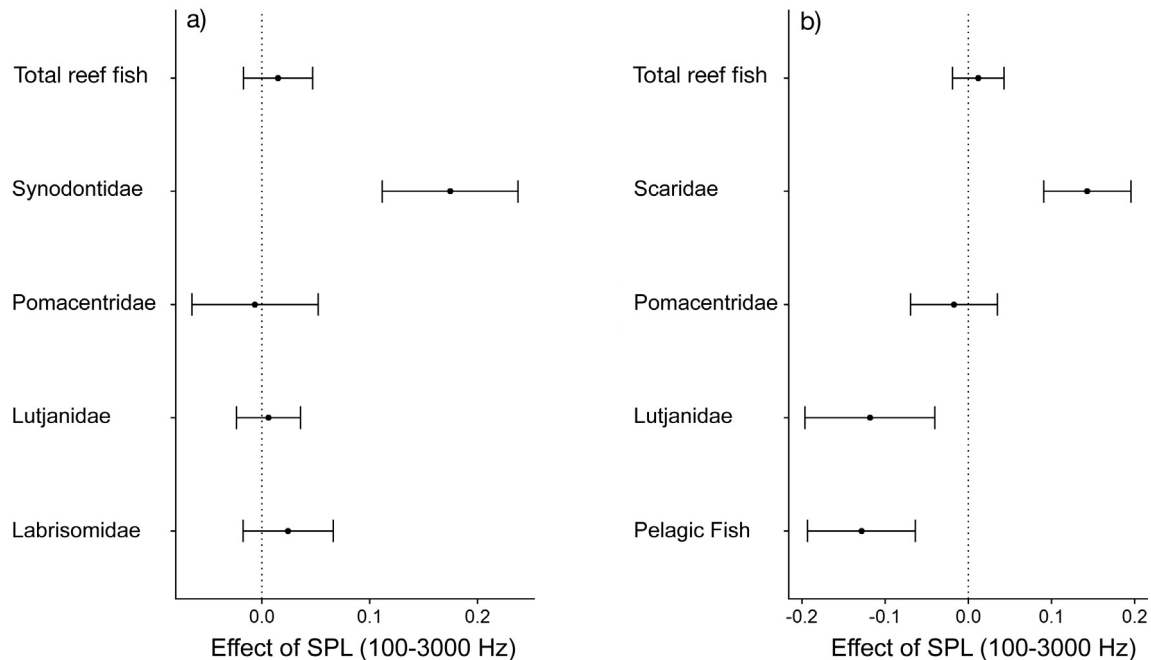 a)
Total reef fish
Synodontidae
Pomacentridae
Lutjanidae
Labrisomidae
0.0 0.1 0.2
Effect of SPL (100-3000 Hz)
b)
Total reef fish
Scaridae
Pomacentridae
Lutjanidae
Pelagic Fish
-0.2 -0.1 0.0 0.1 0.2
Effect of SPL (100-3000 Hz)